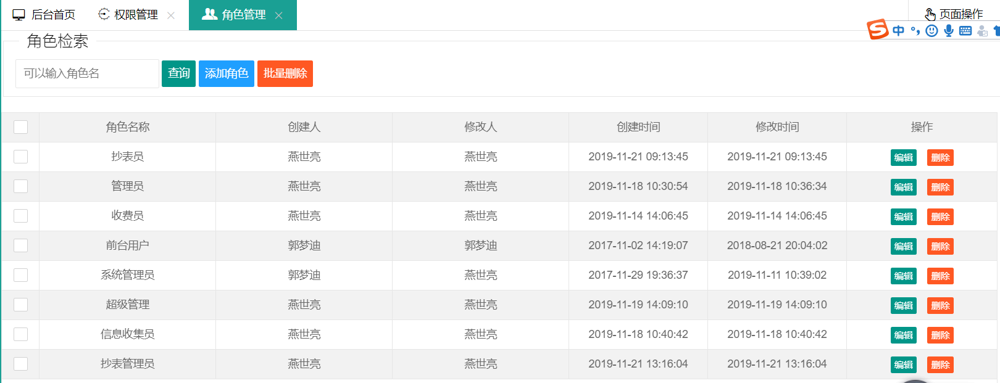 后台首页 权限管理 角色管理 页面操作
中
角色检索
可以输入角色名 查询 添加角色 批量删除
角色名称 创建人 修改人 创建时间 修改时间 操作
抄表员 燕世亮 燕世亮 2019-11-21 09:13:45 2019-11-21 09:13:45 编辑 删除
管理员 燕世亮 燕世亮 2019-11-18 10:30:54 2019-11-18 10:36:34 编辑 删除
收费员 燕世亮 燕世亮 2019-11-14 14:06:45 2019-11-14 14:06:45 编辑 删除
前台用户 郭梦迪 郭梦迪 2017-11-02 14:19:07 2018-08-21 20:04:02 编辑 删除
系统管理员 郭梦迪 燕世亮 2017-11-29 19:36:37 2019-11-11 10:39:02 编辑 删除
超级管理 燕世亮 燕世亮 2019-11-19 14:09:10 2019-11-19 14:09:10 编辑 删除
信息收集员 燕世亮 燕世亮 2019-11-18 10:40:42 2019-11-18 10:40:42 编辑 删除
抄表管理员 燕世亮 燕世亮 2019-11-21 13:16:04 2019-11-21 13:16:04 编辑 删除